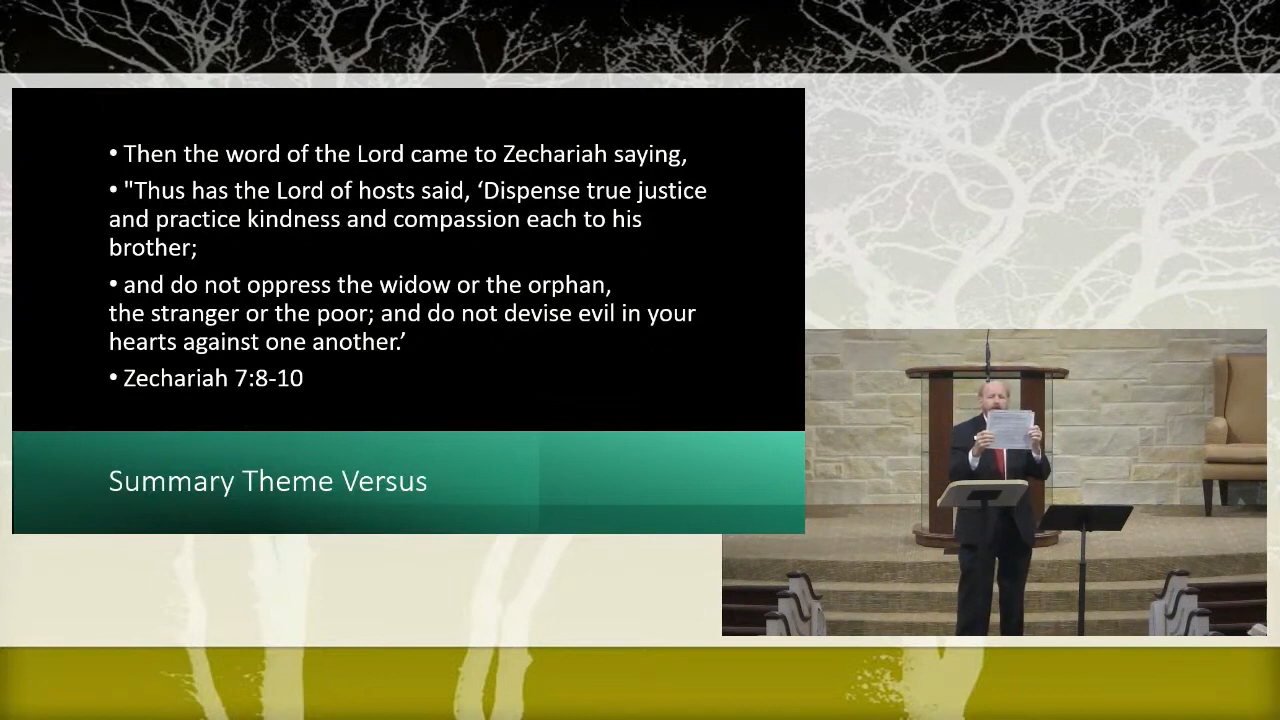 • Then the word of the Lord came to Zechariah saying,
• "Thus has the Lord of hosts said, ‘Dispense true justice
and practice kindness and compassion each to his
brother;
• and do not oppress the widow or the orphan,
the stranger or the poor; and do not devise evil in your
hearts against one another.’
• Zechariah 7:8-10
Summary Theme Versus